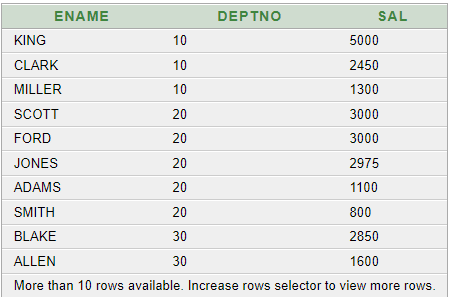 ENAME DEPTNO SAL
KING 10 5000
CLARK 10 2450
MILLER 10 1300
SCOTT 20 3000
FORD 20 3000
JONES 20 2975
ADAMS 20 1100
SMITH 20 800
BLAKE 30 2850
ALLEN 30 1600
More than 10 rows available. Increase rows selector to view more rows.